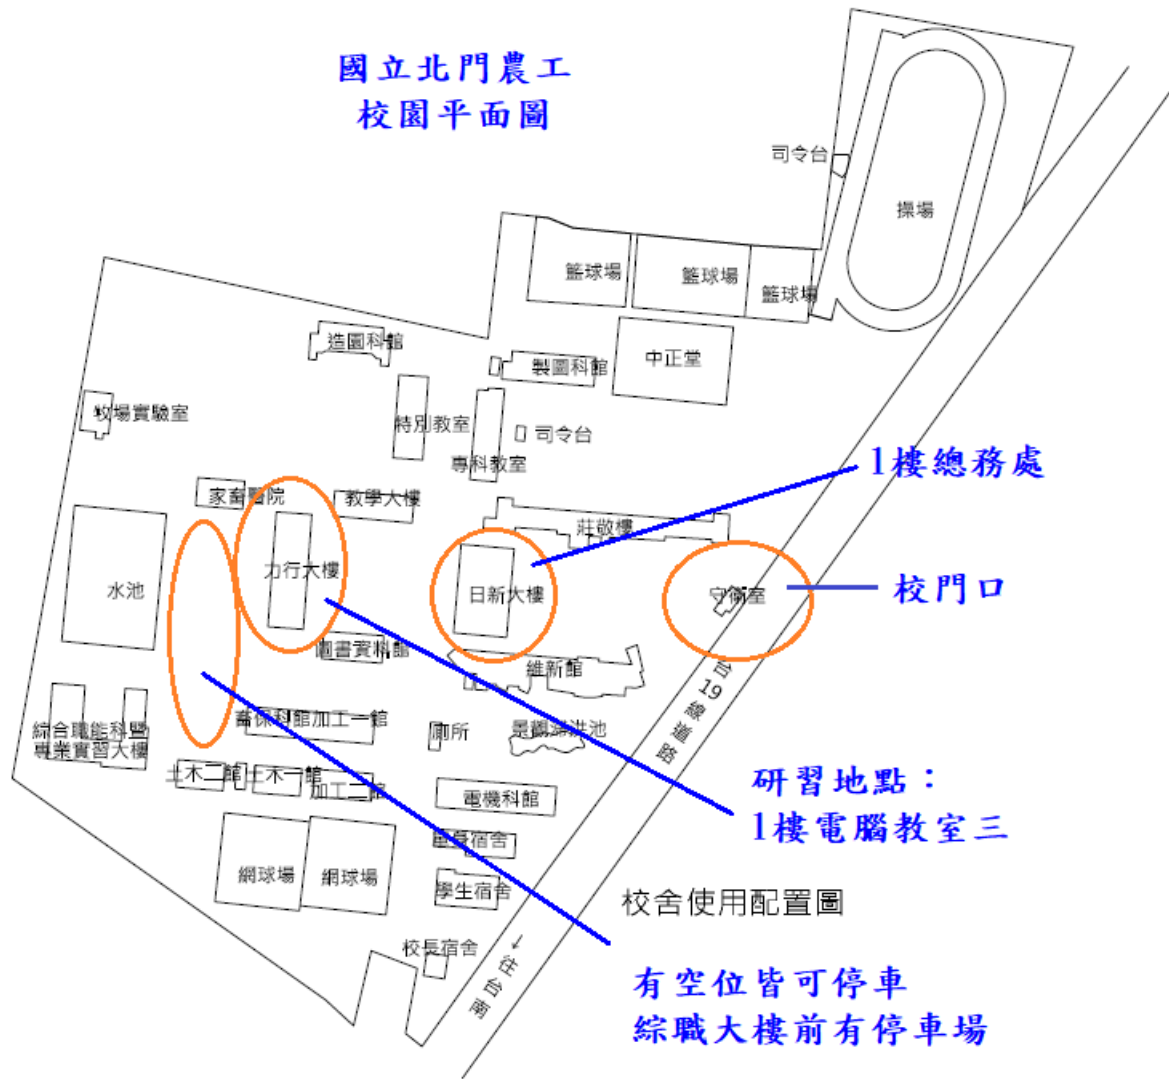 國立北門農工
校園平面圖
司令台
操場
籃球場
籃球場
籃球場
造園科館
製圖科館
中正堂
牧場實驗室
特別教室
司令台
專科教室
1樓總務處
家畜醫院
教學大樓
莊敬樓
力行大樓
水池
日新大樓
守衛室
校門口
圖書資料館
維新館
台19線道路
畜保科館加工一館
廁所
景觀滯洪池
綜合職能科暨
專業實習大樓
土木二館
土木一館
加工二館
電機科館
研習地點：
1樓電腦教室三
單身宿舍
網球場
網球場
學生宿舍
校舍使用配置圖
校長宿舍
↓往台南
有空位皆可停車
綜職大樓前有停車場